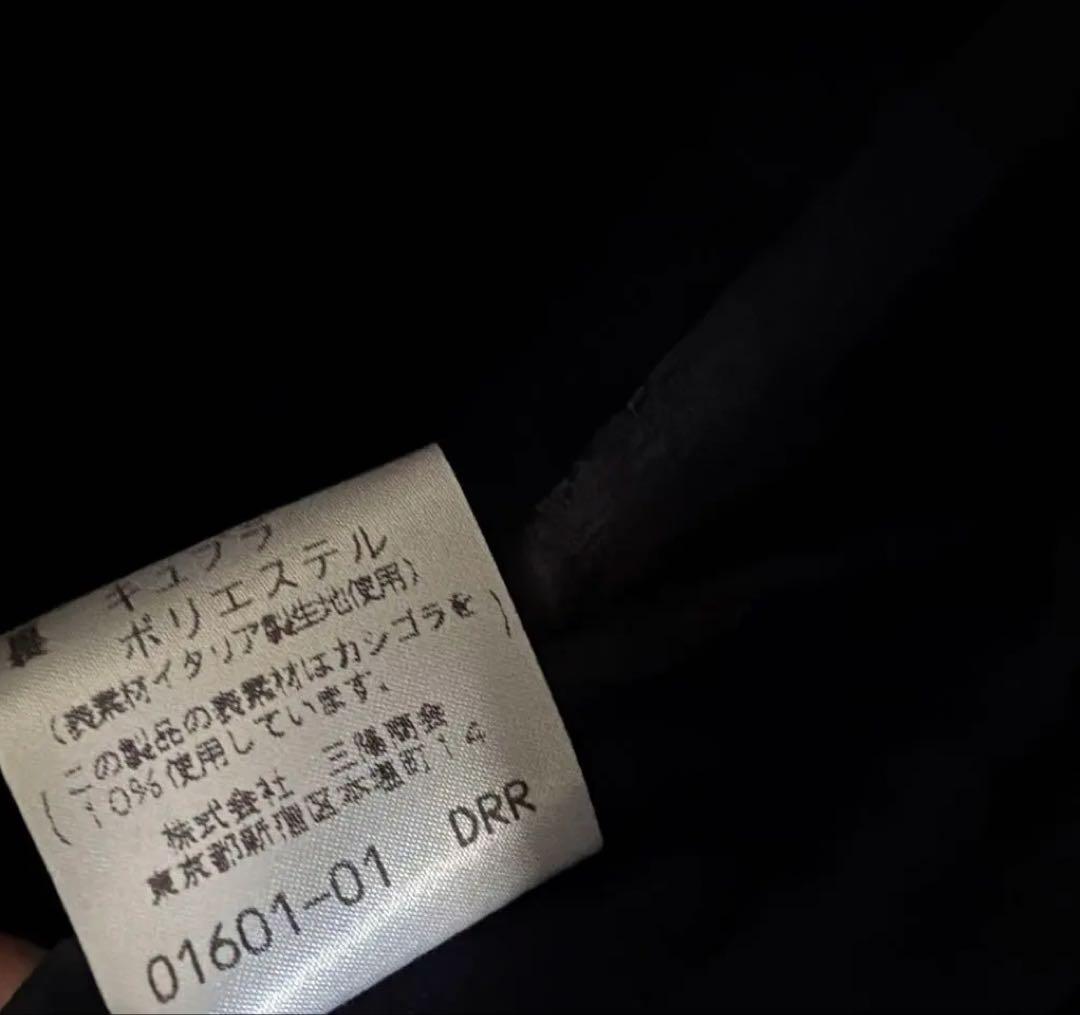 キュプラ
裏 ポリエステル
(表素材イタリア製生地使用)
(この製品の表素材はカシゴラを)
(10%使用しています.)
株式会社 三陽商会
東京都新宿区本塩町14
01601-01 DRR